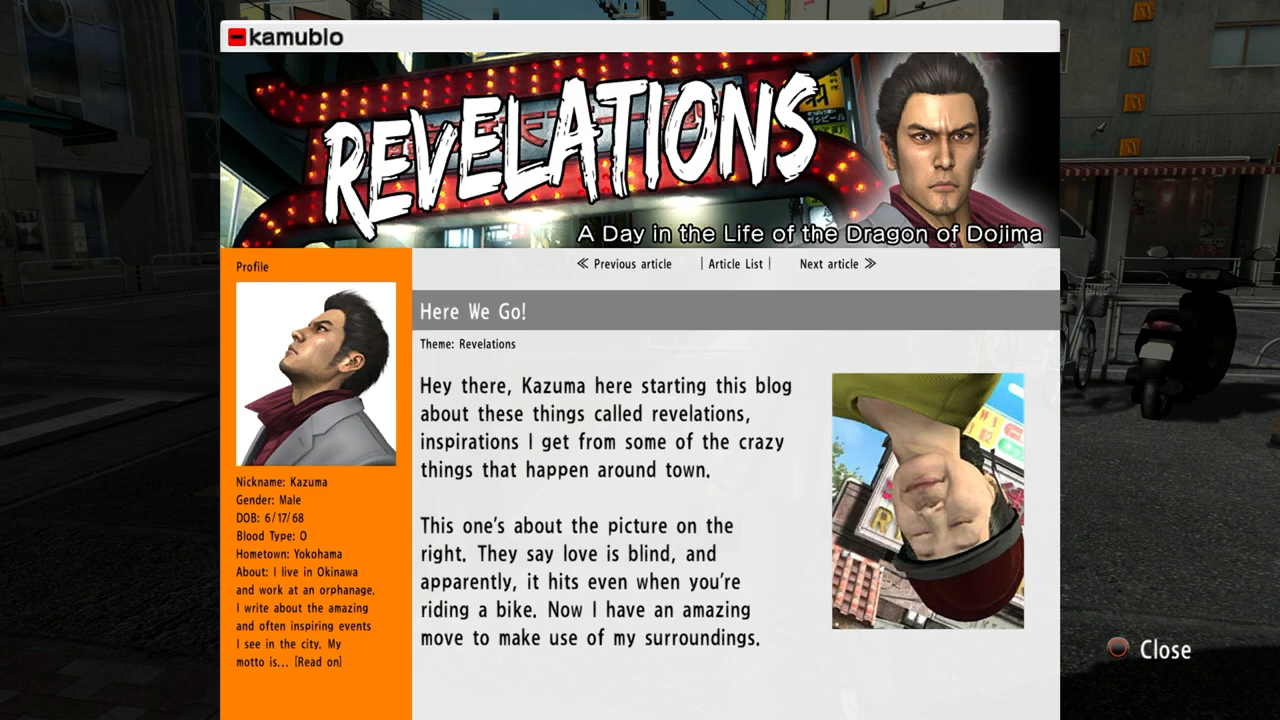 kamublo
REVELATIONS
A Day in the Life of the Dragon of Dojima
Profile
Nickname: Kazuma
Gender: Male
DOB: 6/17/68
Blood Type: O
Hometown: Yokohama
About: I live in Okinawa
and work at an orphanage.
I write about the amazing
and often inspiring events
I see in the city. My
motto is... [Read on]
≪ Previous article | Article List | Next article ≫
Here We Go!
Theme: Revelations
Hey there, Kazuma here starting this blog
about these things called revelations,
inspirations I get from some of the crazy
things that happen around town.
This one's about the picture on the
right. They say love is blind, and
apparently, it hits even when you're
riding a bike. Now I have an amazing
move to make use of my surroundings.
Close